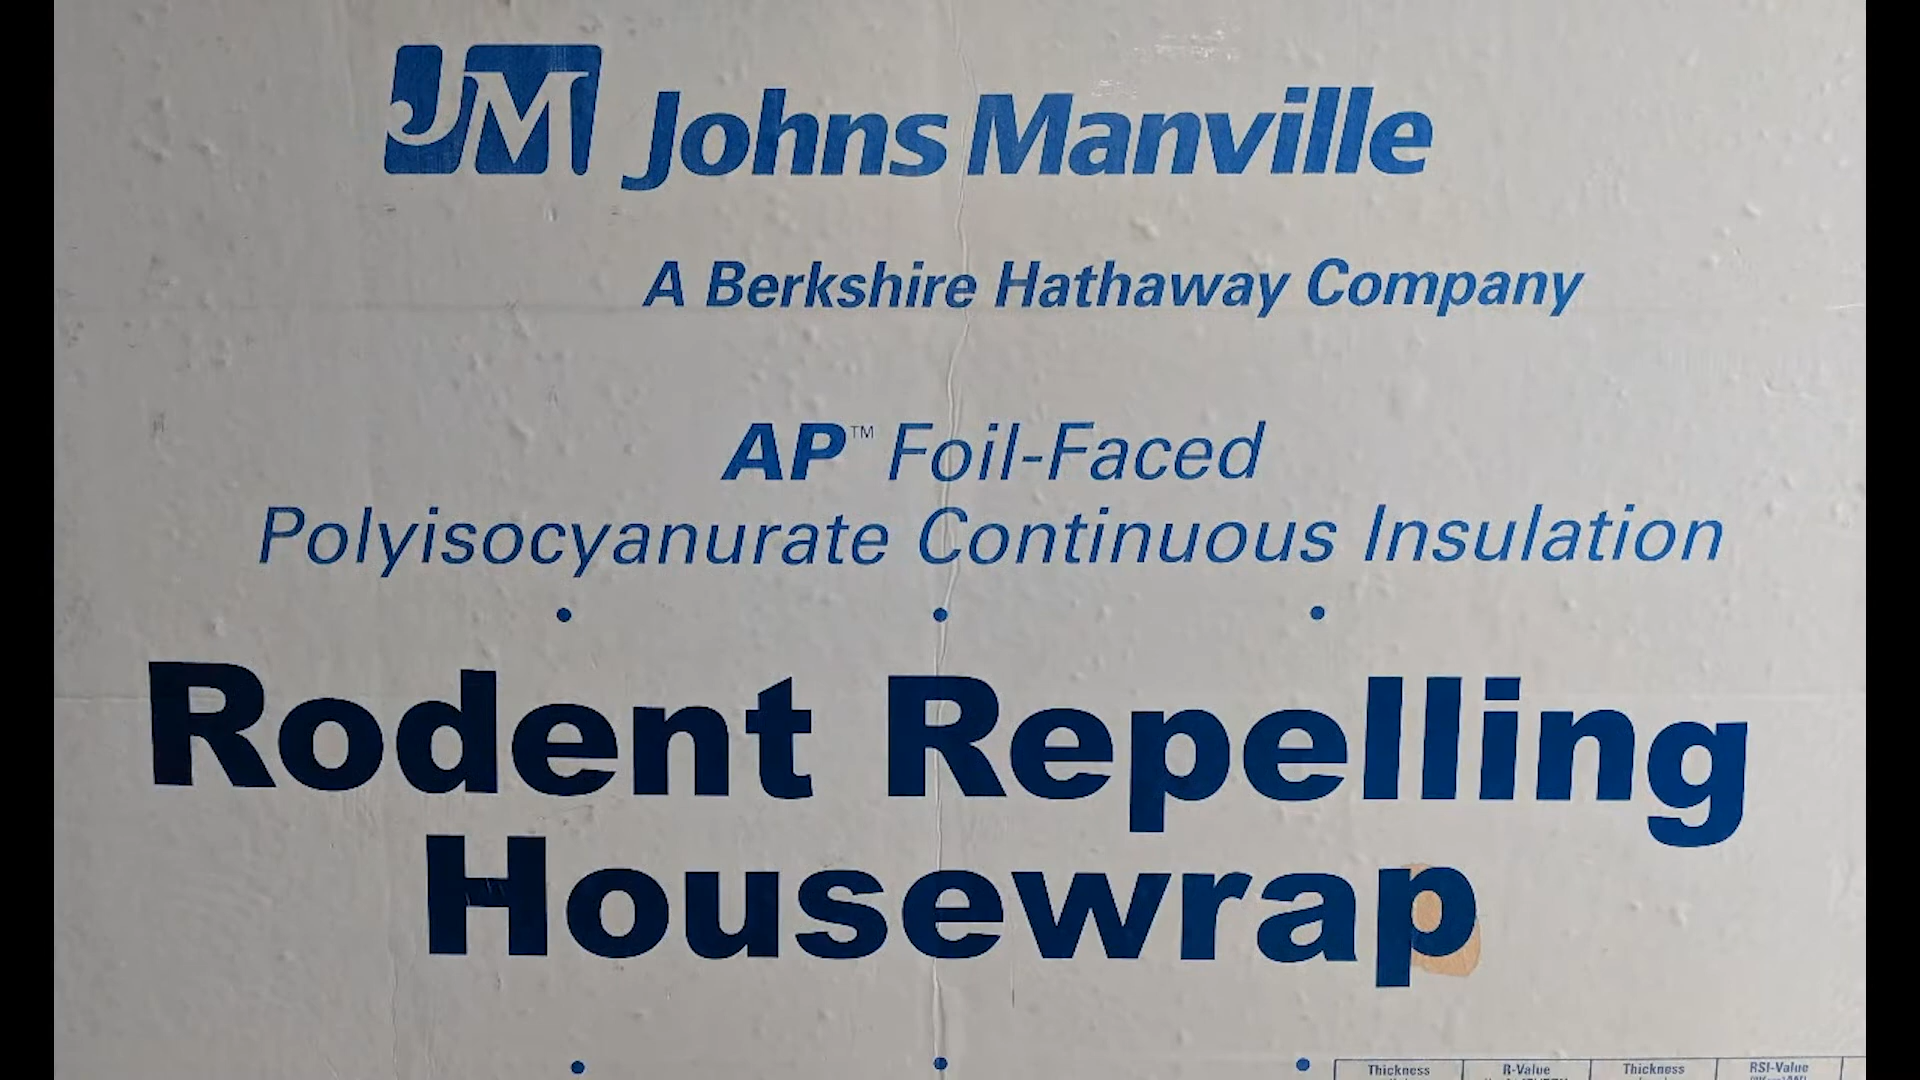 JM Johns Manville
A Berkshire Hathaway Company
AP™ Foil-Faced
Polyisocyanurate Continuous Insulation
Rodent Repelling
Housewrap
Thickness R-Value Thickness RSI-Value